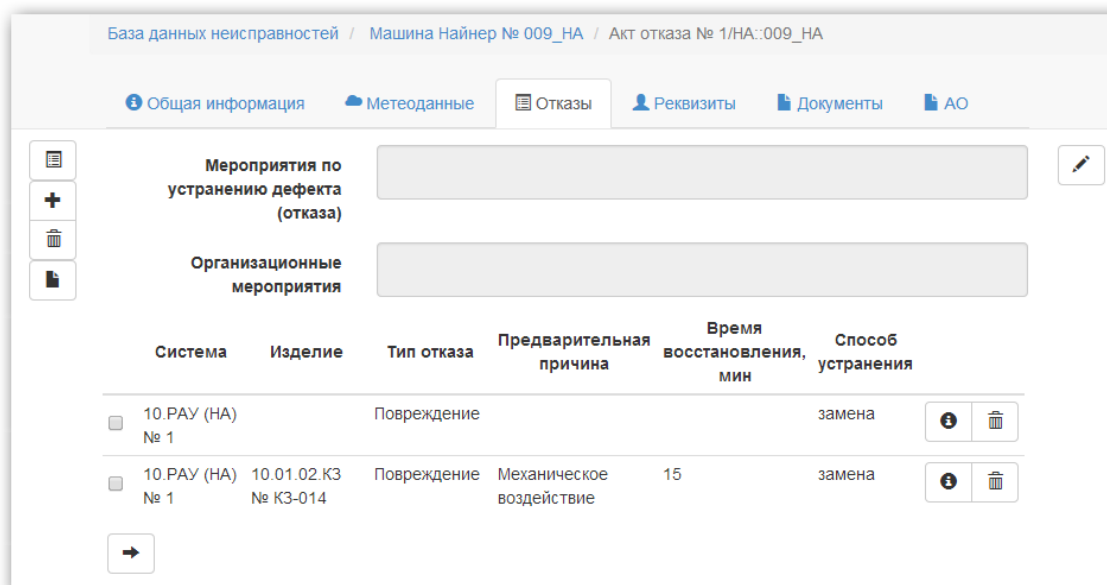 База данных неисправностей / Машина Найнер № 009_НА / Акт отказа № 1/НА::009_НА
Общая информация Метеоданные Отказы Реквизиты Документы АО
Мероприятия по
устранению дефекта
(отказа)
Организационные
мероприятия
Система Изделие Тип отказа Предварительная причина Время восстановления, мин Способ устранения
10.РАУ (НА) Повреждение замена
№ 1
10.РАУ (НА) 10.01.02.КЗ Повреждение Механическое 15 замена
№ 1 № КЗ-014 воздействие